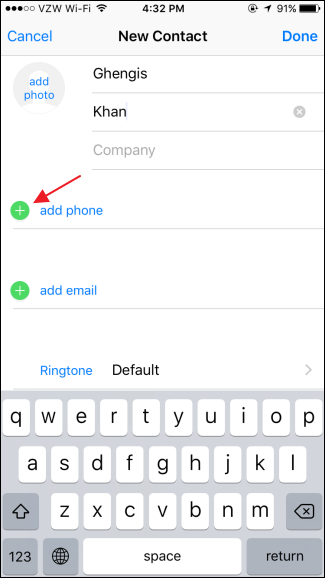 VZW Wi-Fi 4:32 PM 91%
Cancel New Contact Done
add
photo
Ghengis
Khan
Company
add phone
add email
Ringtone Default
q w e r t y u i o p
a s d f g h j k l
z x c v b n m
123 space return